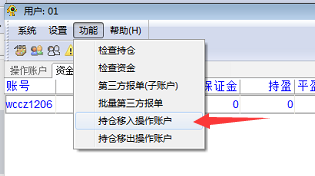 用户: 01
系统 设置 功能 帮助(H)
检查持仓
检查资金
第三方报单(子账户)
批量第三方报单
持仓移入操作账户
持仓移出操作账户
操作账户 资金
账号 保证金 持盈 平盈
wccz1206 0 0